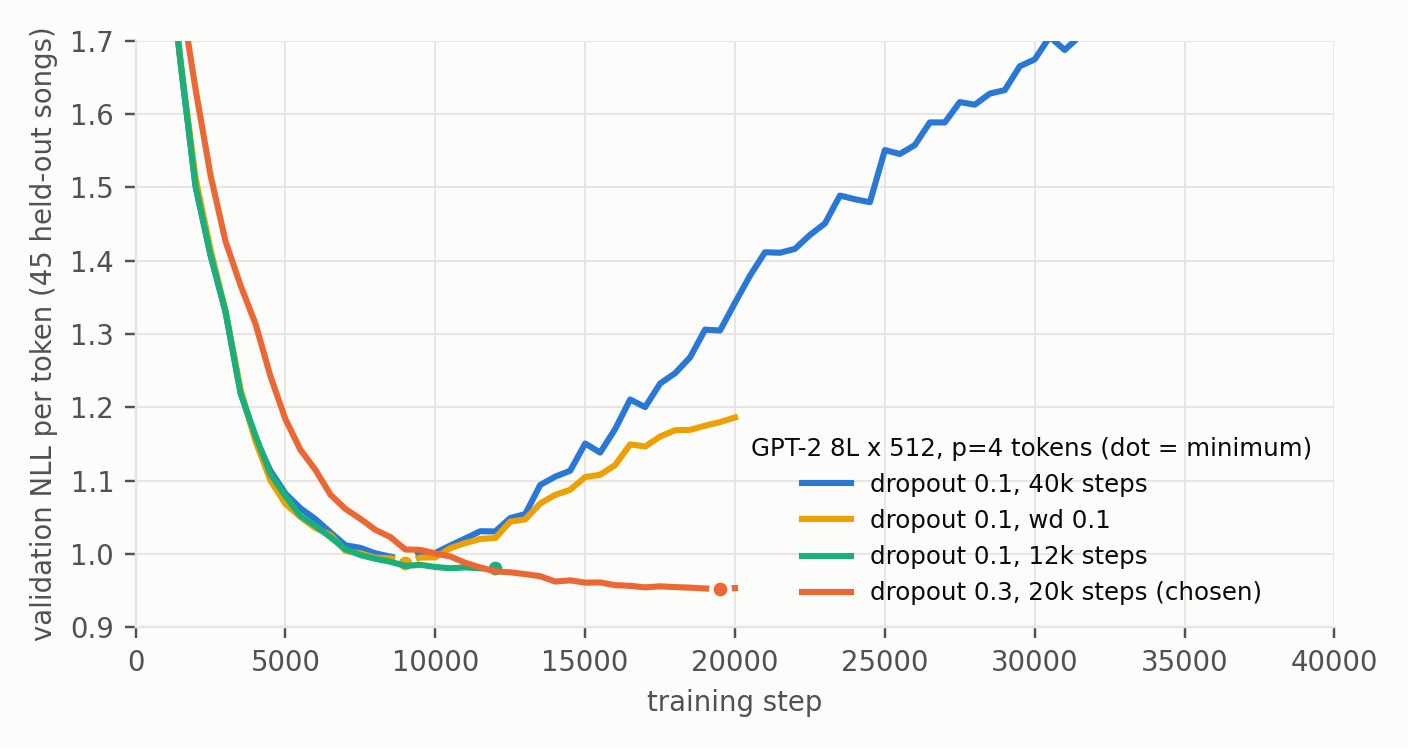 validation NLL per token (45 held-out songs)
1.7
1.6
1.5
1.4
1.3
1.2
1.1
1.0
0.9
GPT-2 8L x 512, p=4 tokens (dot = minimum)
dropout 0.1, 40k steps
dropout 0.1, wd 0.1
dropout 0.1, 12k steps
dropout 0.3, 20k steps (chosen)
0 5000 10000 15000 20000 25000 30000 35000 40000
training step